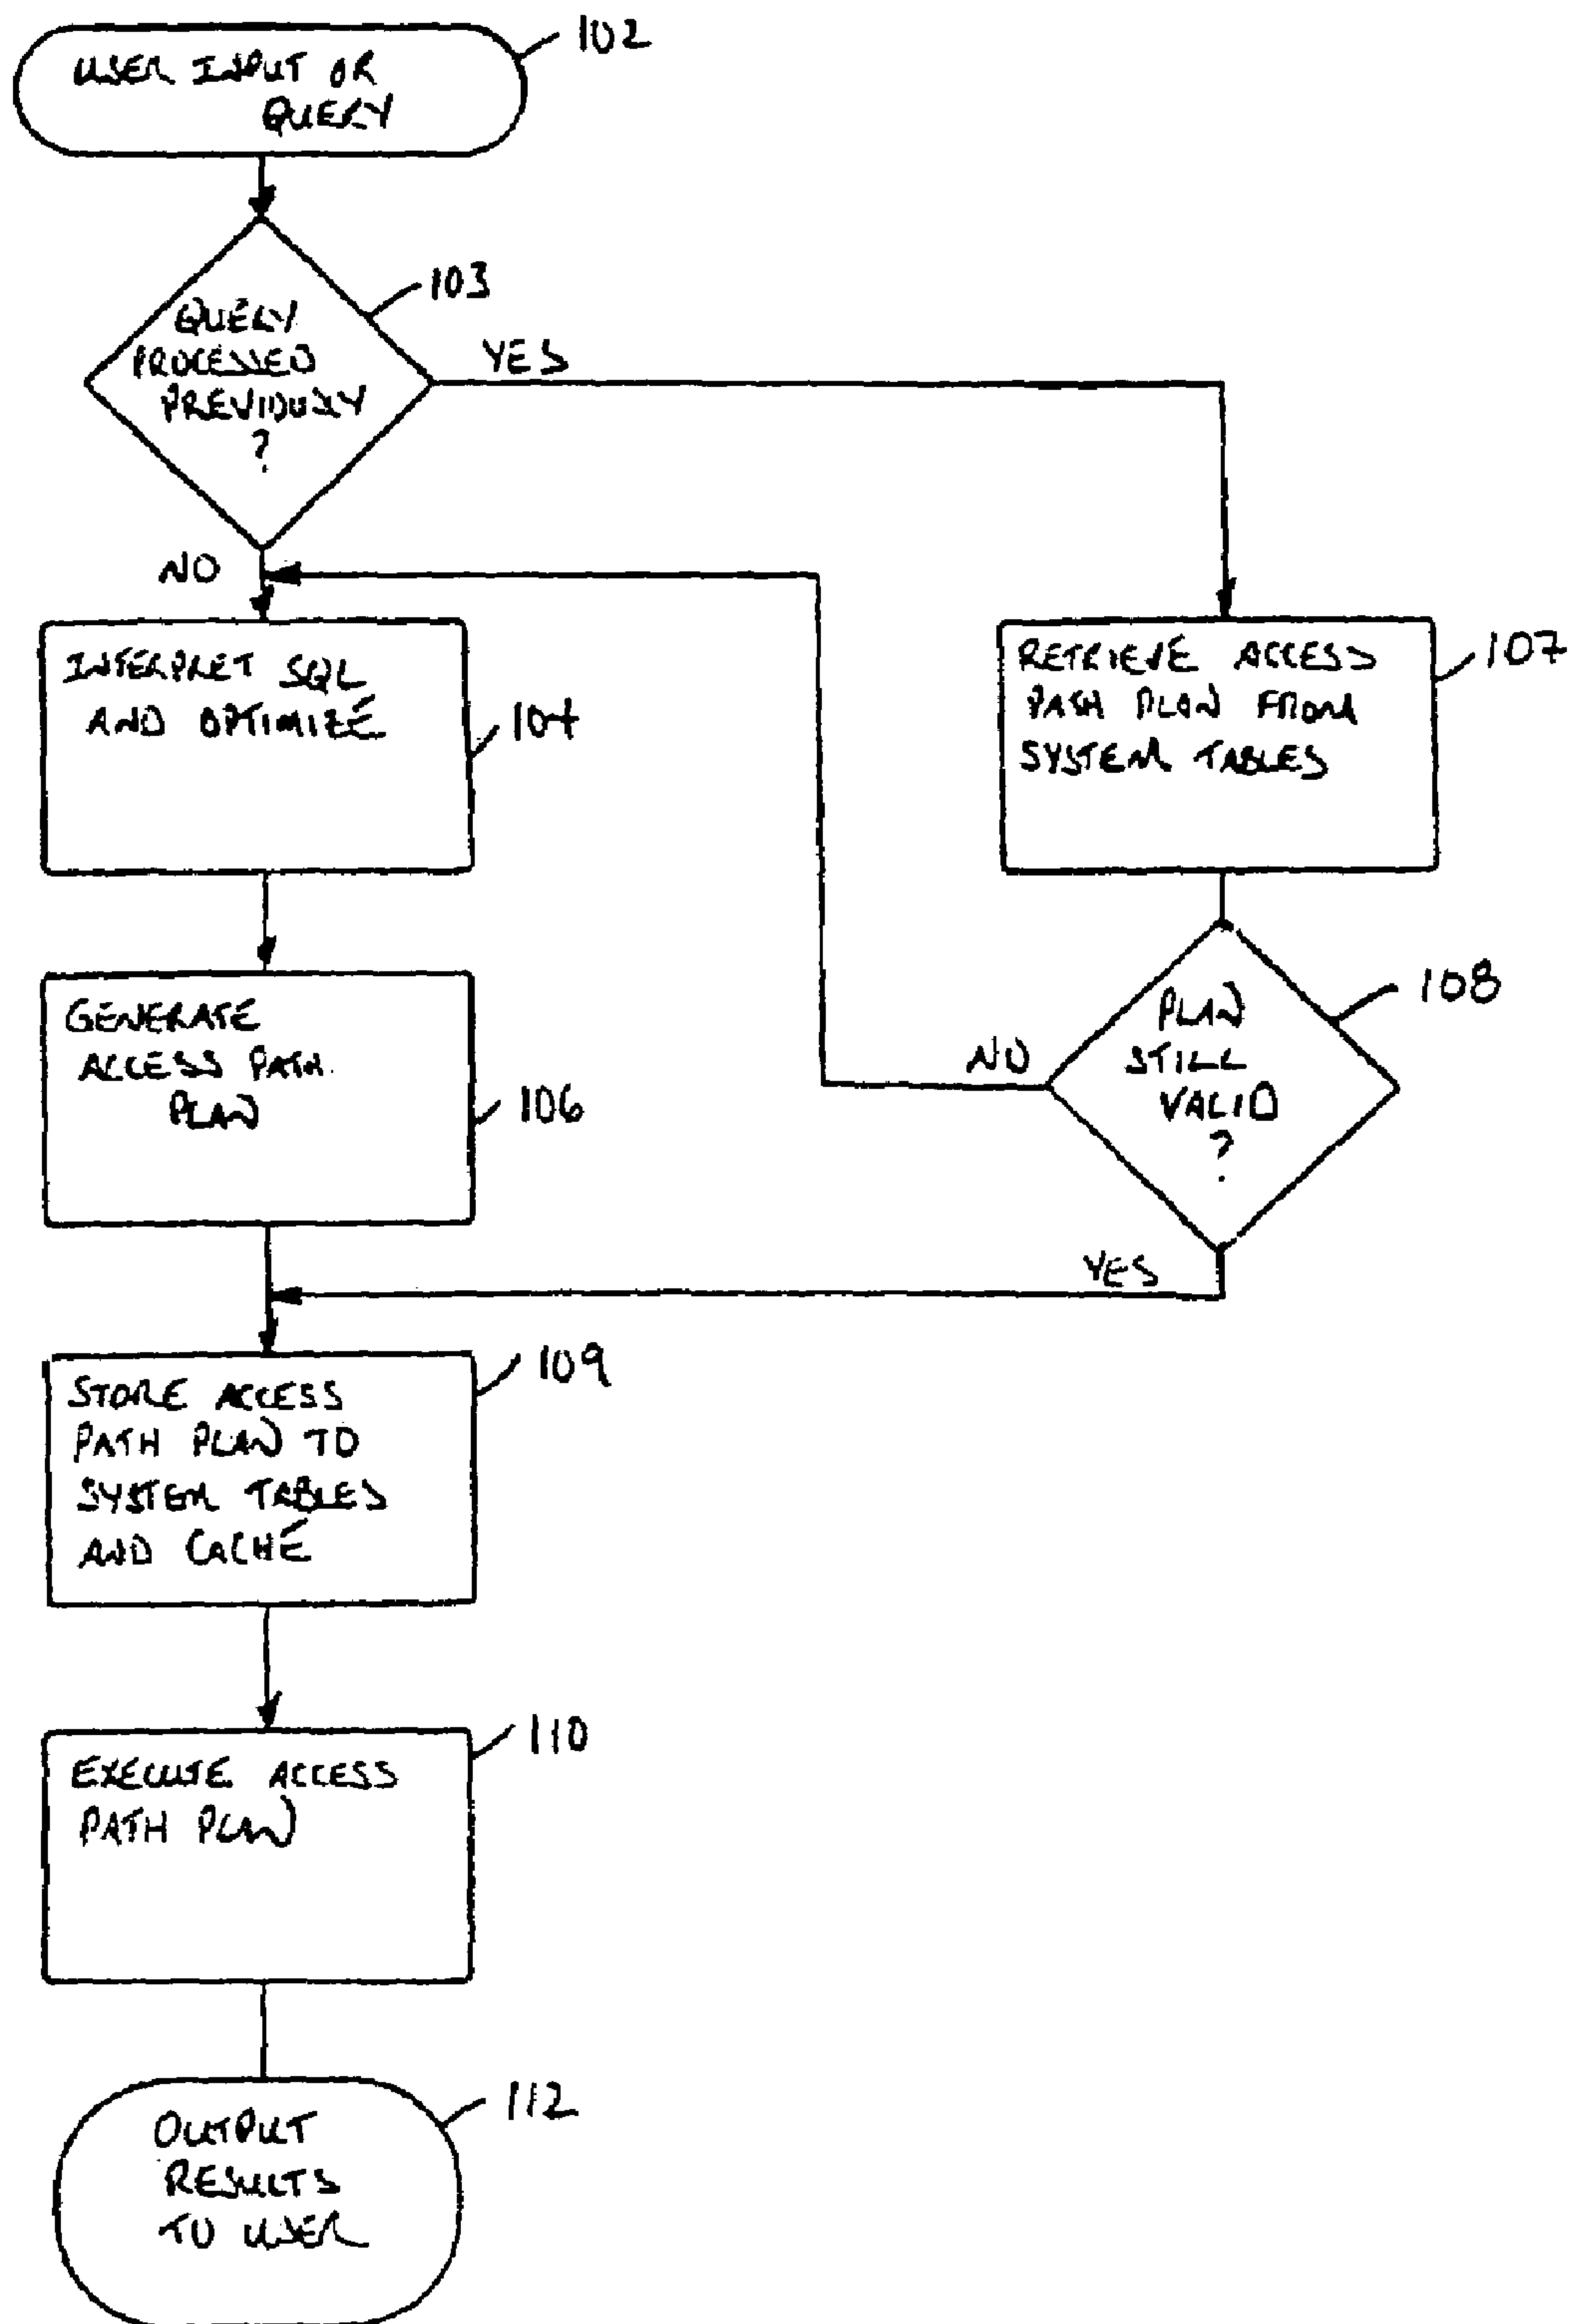 102
USER INPUT OR
QUERY
103
QUERY
PROCESSED
PREVIOUSLY
?
YES
NO
INTERPRET SQL
AND OPTIMIZE
104
RETRIEVE ACCESS
PATH PLAN FROM
SYSTEM TABLES
107
GENERATE
ACCESS PATH
PLAN
106
PLAN
STILL
VALID
?
108
NO
YES
STORE ACCESS
PATH PLAN TO
SYSTEM TABLES
AND CACHE
109
EXECUTE ACCESS
PATH PLAN
110
OUTPUT
RESULTS
TO USER
112